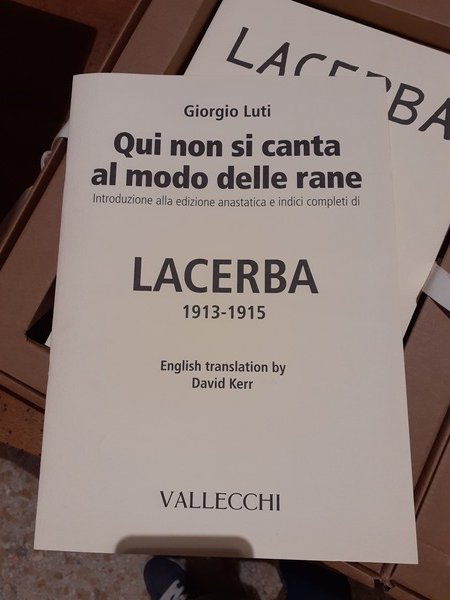 LACERBA
Giorgio Luti
Qui non si canta
al modo delle rane
Introduzione alla edizione anastatica e indici completi di
LACERBA
1913-1915
English translation by
David Kerr
VALLECCHI